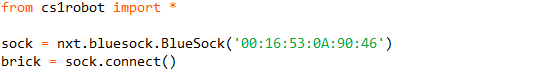 from cs1robot import *
sock = nxt.bluesock.BlueSock('00:16:53:0A:90:46')
brick = sock.connect()